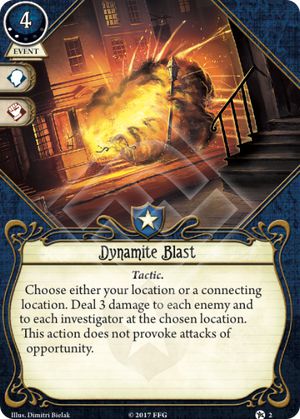 4
EVENT
Dynamite Blast
Tactic.
Choose either your location or a connecting
location. Deal 3 damage to each enemy and
to each investigator at the chosen location.
This action does not provoke attacks of
opportunity.
Illus. Dimitri Bielak
© 2017 FFG
2